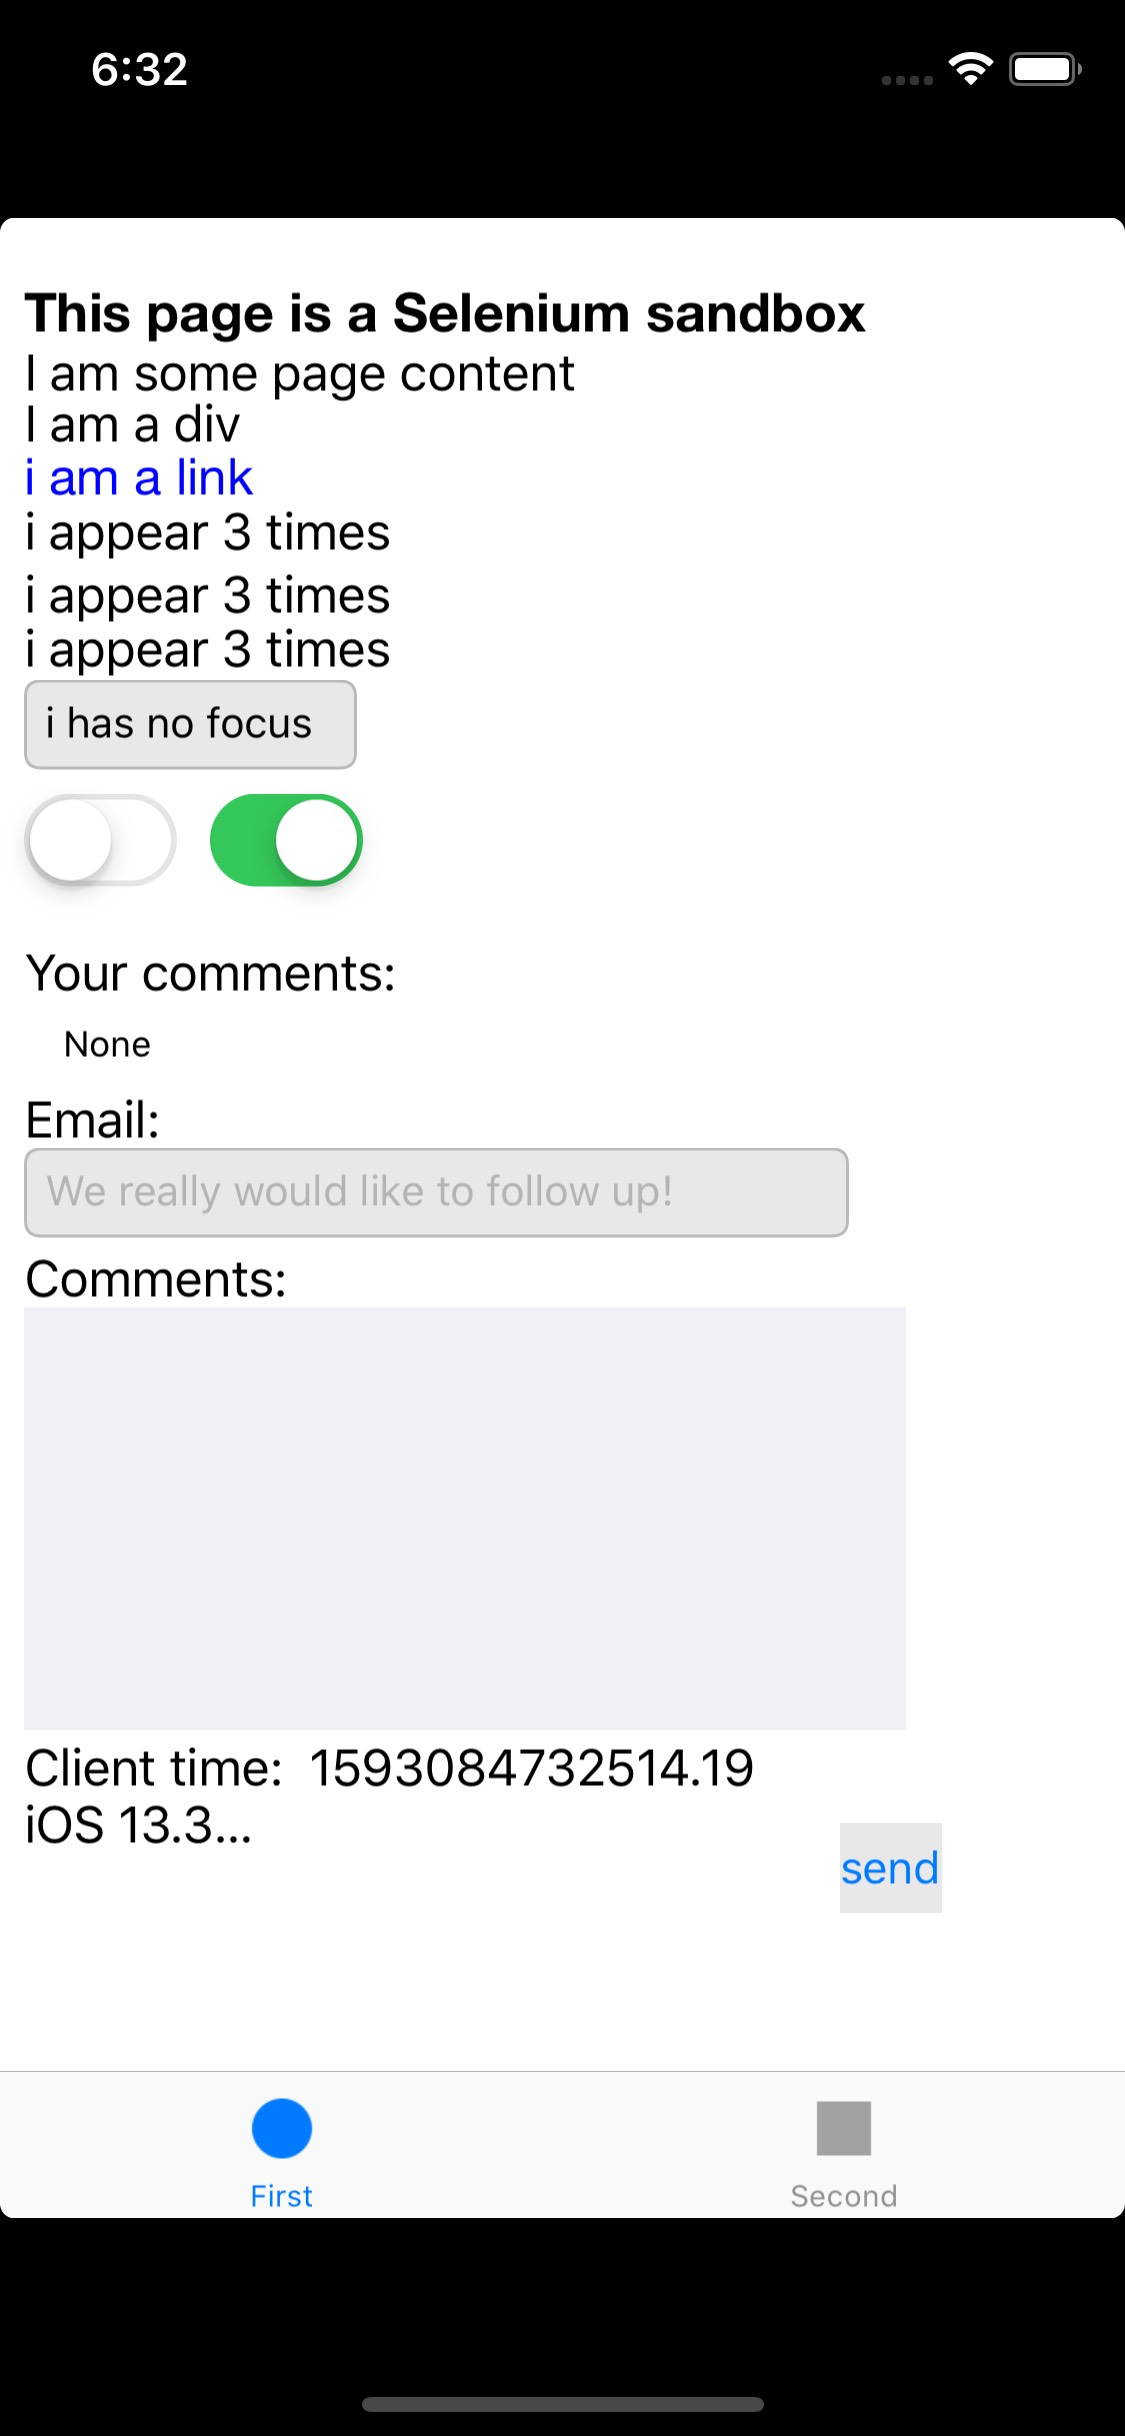 6:32
This page is a Selenium sandbox
I am some page content
I am a div
i am a link
i appear 3 times
i appear 3 times
i appear 3 times
i has no focus
Your comments:
None
Email:
We really would like to follow up!
Comments:
Client time: 1593084732514.19
iOS 13.3...
send
First
Second